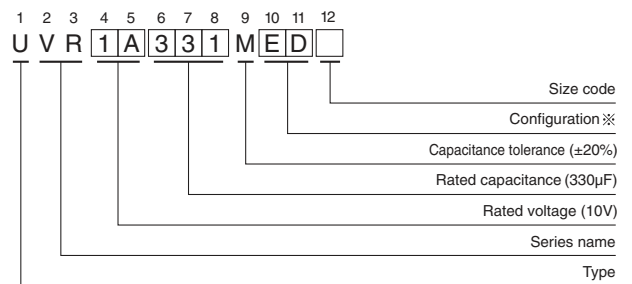 1 2 3 4 5 6 7 8 9 10 11 12
U V R 1 A 3 3 1 M E D
Size code
Configuration※
Capacitance tolerance (±20%)
Rated capacitance (330µF)
Rated voltage (10V)
Series name
Type